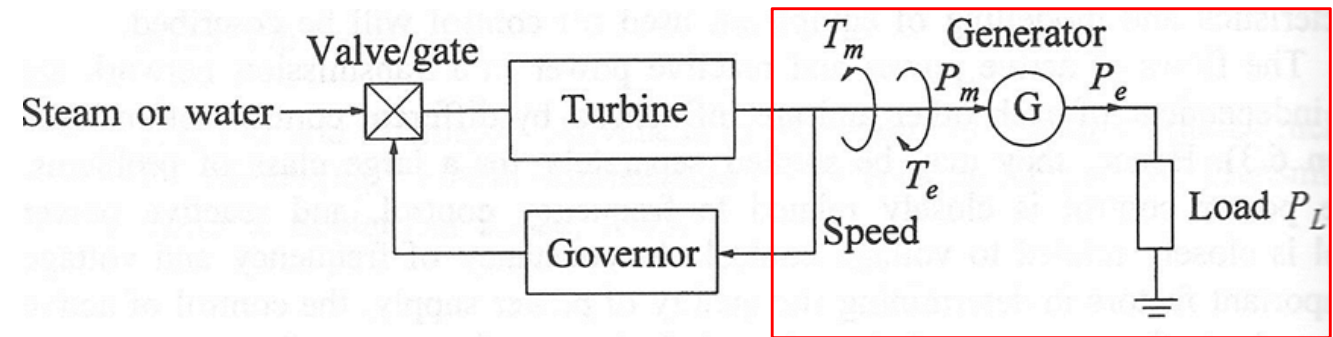 Valve/gate
Steam or water
Turbine
Governor
Speed
T_m
T_e
P_m
Generator
G
P_e
Load P_L